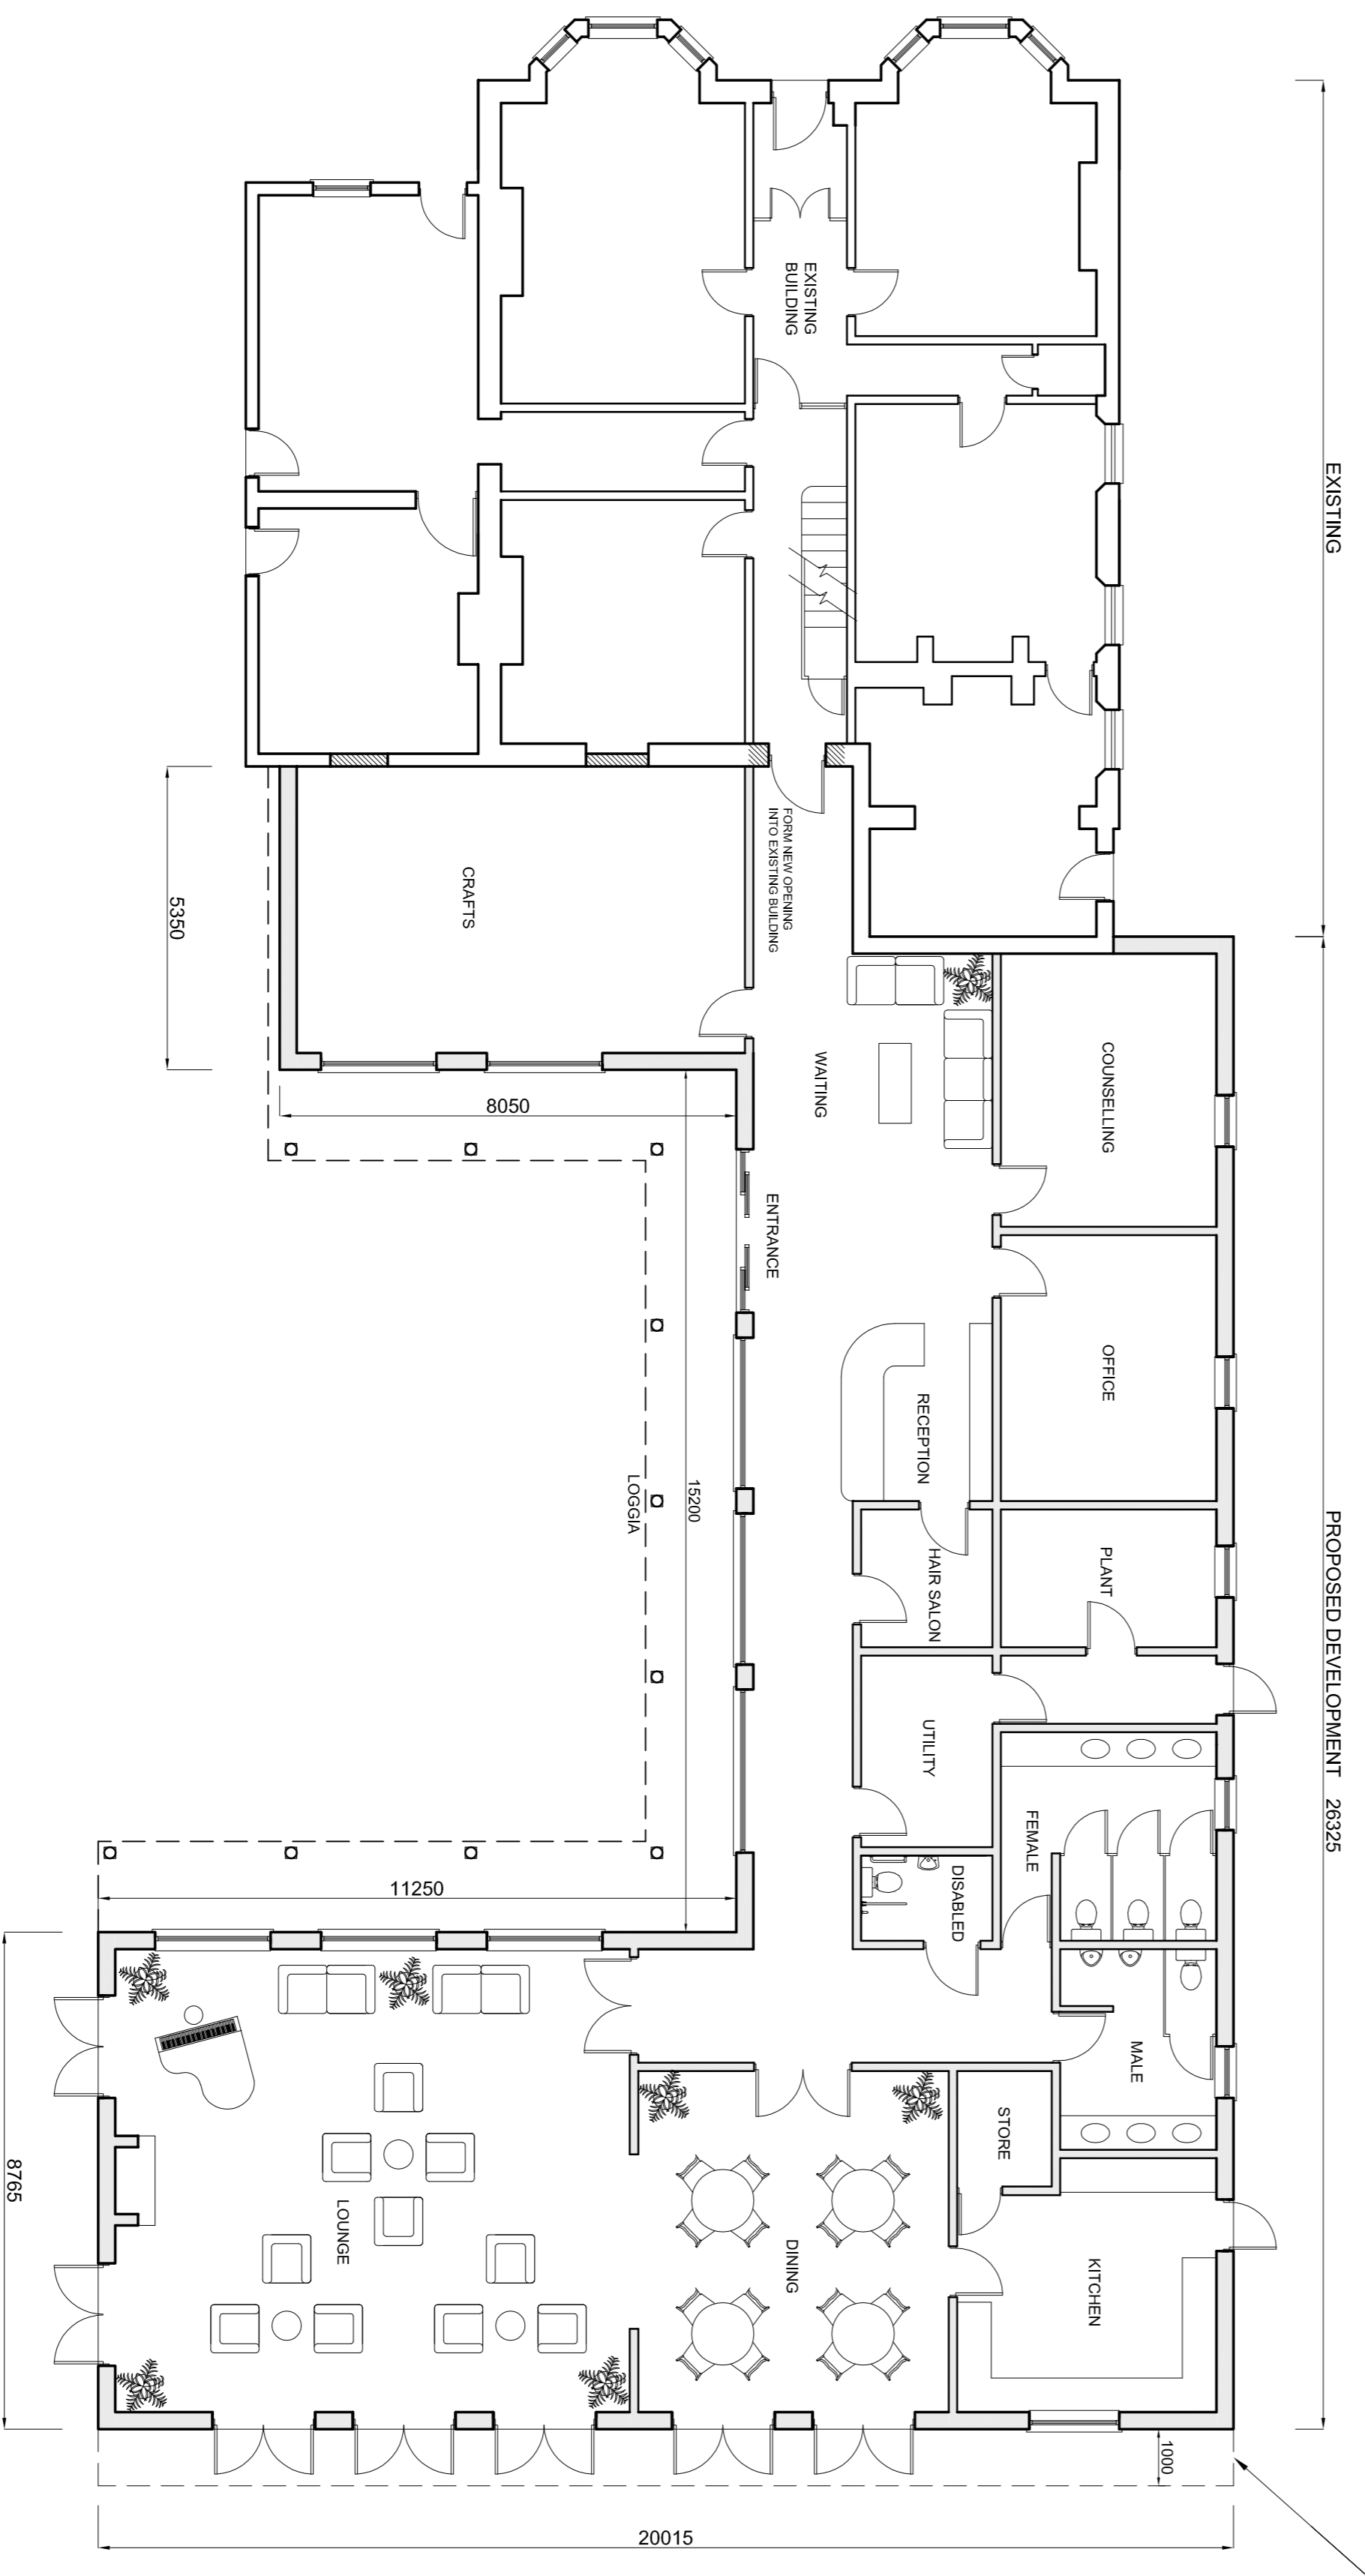 EXISTING
PROPOSED DEVELOPMENT 26325
EXISTING
BUILDING
FORM NEW OPENING
INTO EXISTING BUILDING
CRAFTS
5350
8050
WAITING
COUNSELLING
ENTRANCE
OFFICE
RECEPTION
15200
LOGGIA
HAIR SALON
PLANT
UTILITY
FEMALE
DISABLED
11250
MALE
STORE
KITCHEN
DINING
LOUNGE
8765
1000
20015